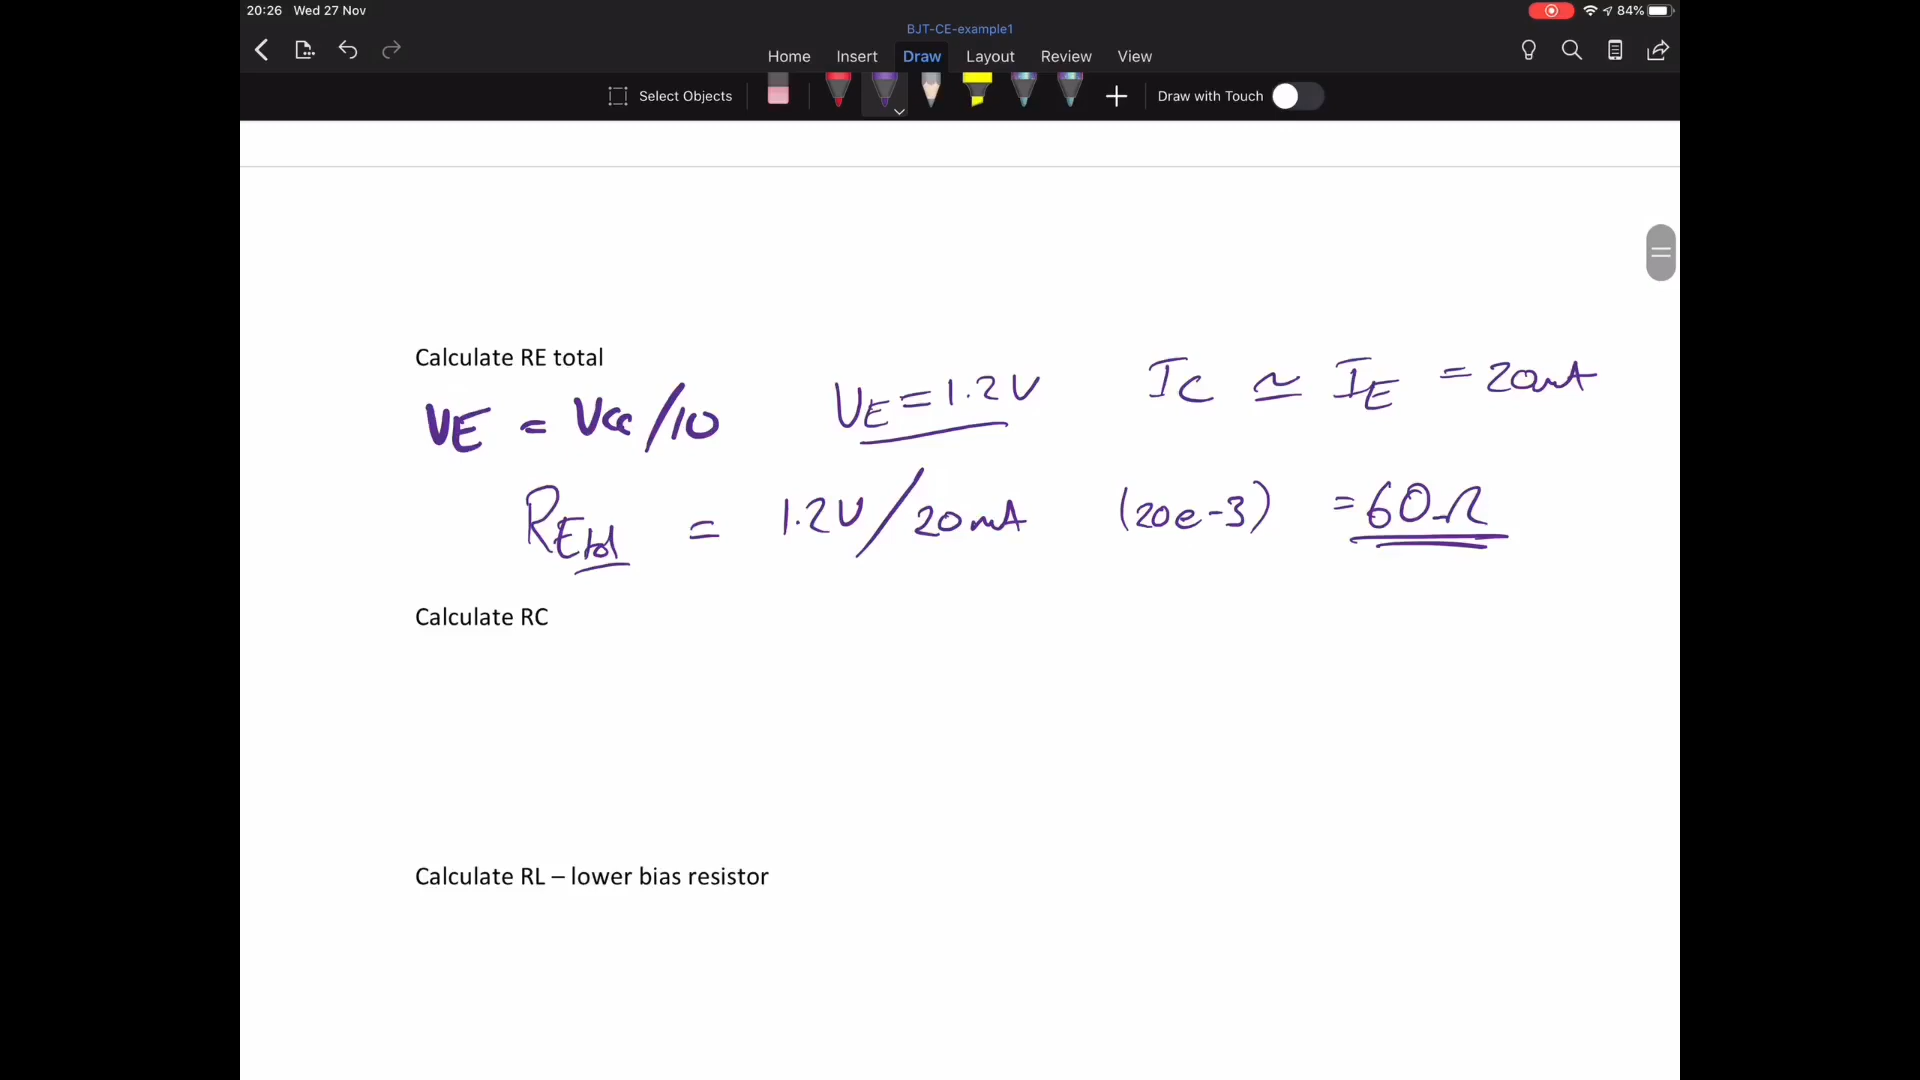 20:26 Wed 27 Nov
84%
BJT-CE-example1
Home Insert Draw Layout Review View
Select Objects
Draw with Touch
Calculate RE total
VE = Vcc/10 VE = 1.2V IC ≃ IE = 20mA
REtot = 1.2V/20mA (20e-3) = 60Ω
Calculate RC
Calculate RL – lower bias resistor